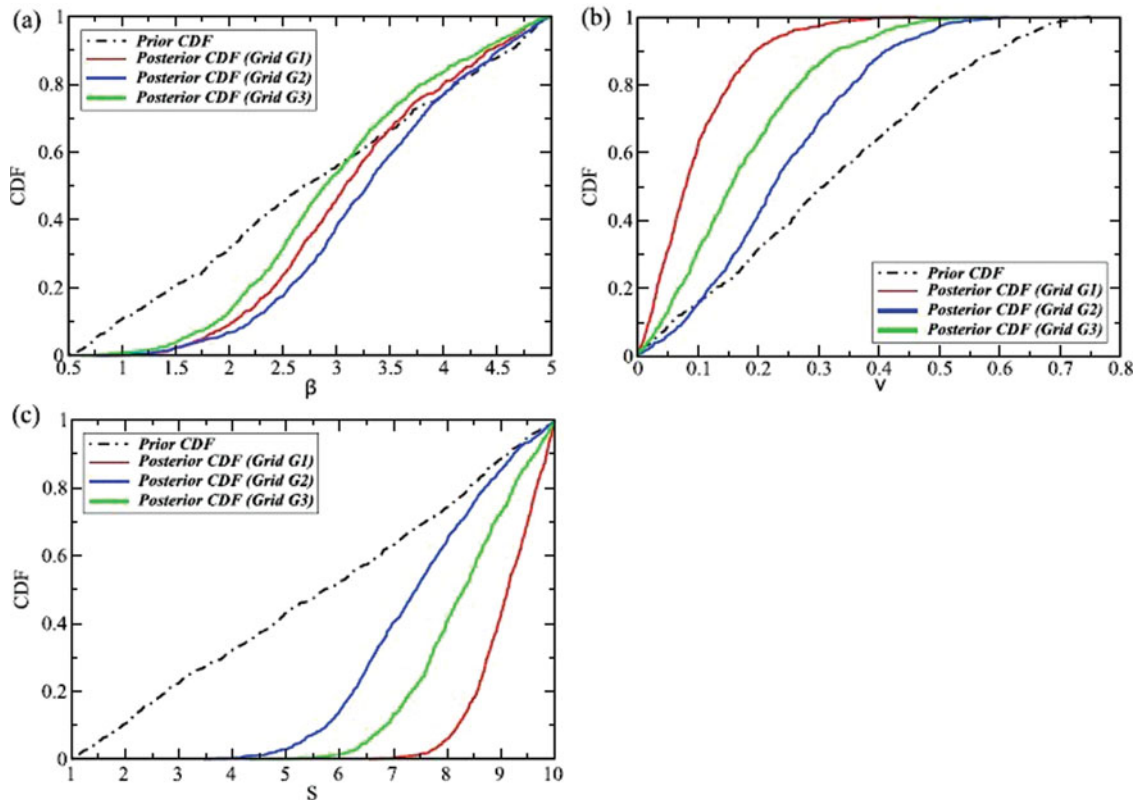 (a)
1
0.8
0.6
0.4
0.2
0
CDF
Prior CDF
Posterior CDF (Grid G1)
Posterior CDF (Grid G2)
Posterior CDF (Grid G3)
0.5 1 1.5 2 2.5 3 3.5 4 4.5 5
β
(b)
1
0.8
0.6
0.4
0.2
0
CDF
Prior CDF
Posterior CDF (Grid G1)
Posterior CDF (Grid G2)
Posterior CDF (Grid G3)
0 0.1 0.2 0.3 0.4 0.5 0.6 0.7 0.8
V
(c)
1
0.8
0.6
0.4
0.2
0
CDF
Prior CDF
Posterior CDF (Grid G1)
Posterior CDF (Grid G2)
Posterior CDF (Grid G3)
1 2 3 4 5 6 7 8 9 10
S